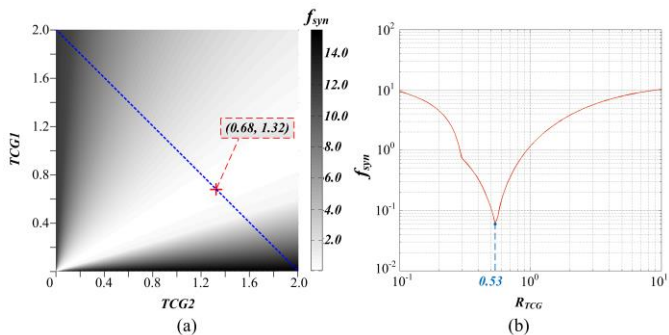 f_syn
2.0
1.6
1.2
0.8
0.4
TCG1
(0.68, 1.32)
0.4 0.8 1.2 1.6 2.0
TCG2
14.0
12.0
10.0
8.0
6.0
4.0
2.0
(a)
10^2
10^1
10^0
10^-1
10^-2
f_syn
0.53
10^-1 10^0 10^1
R_TCG
(b)